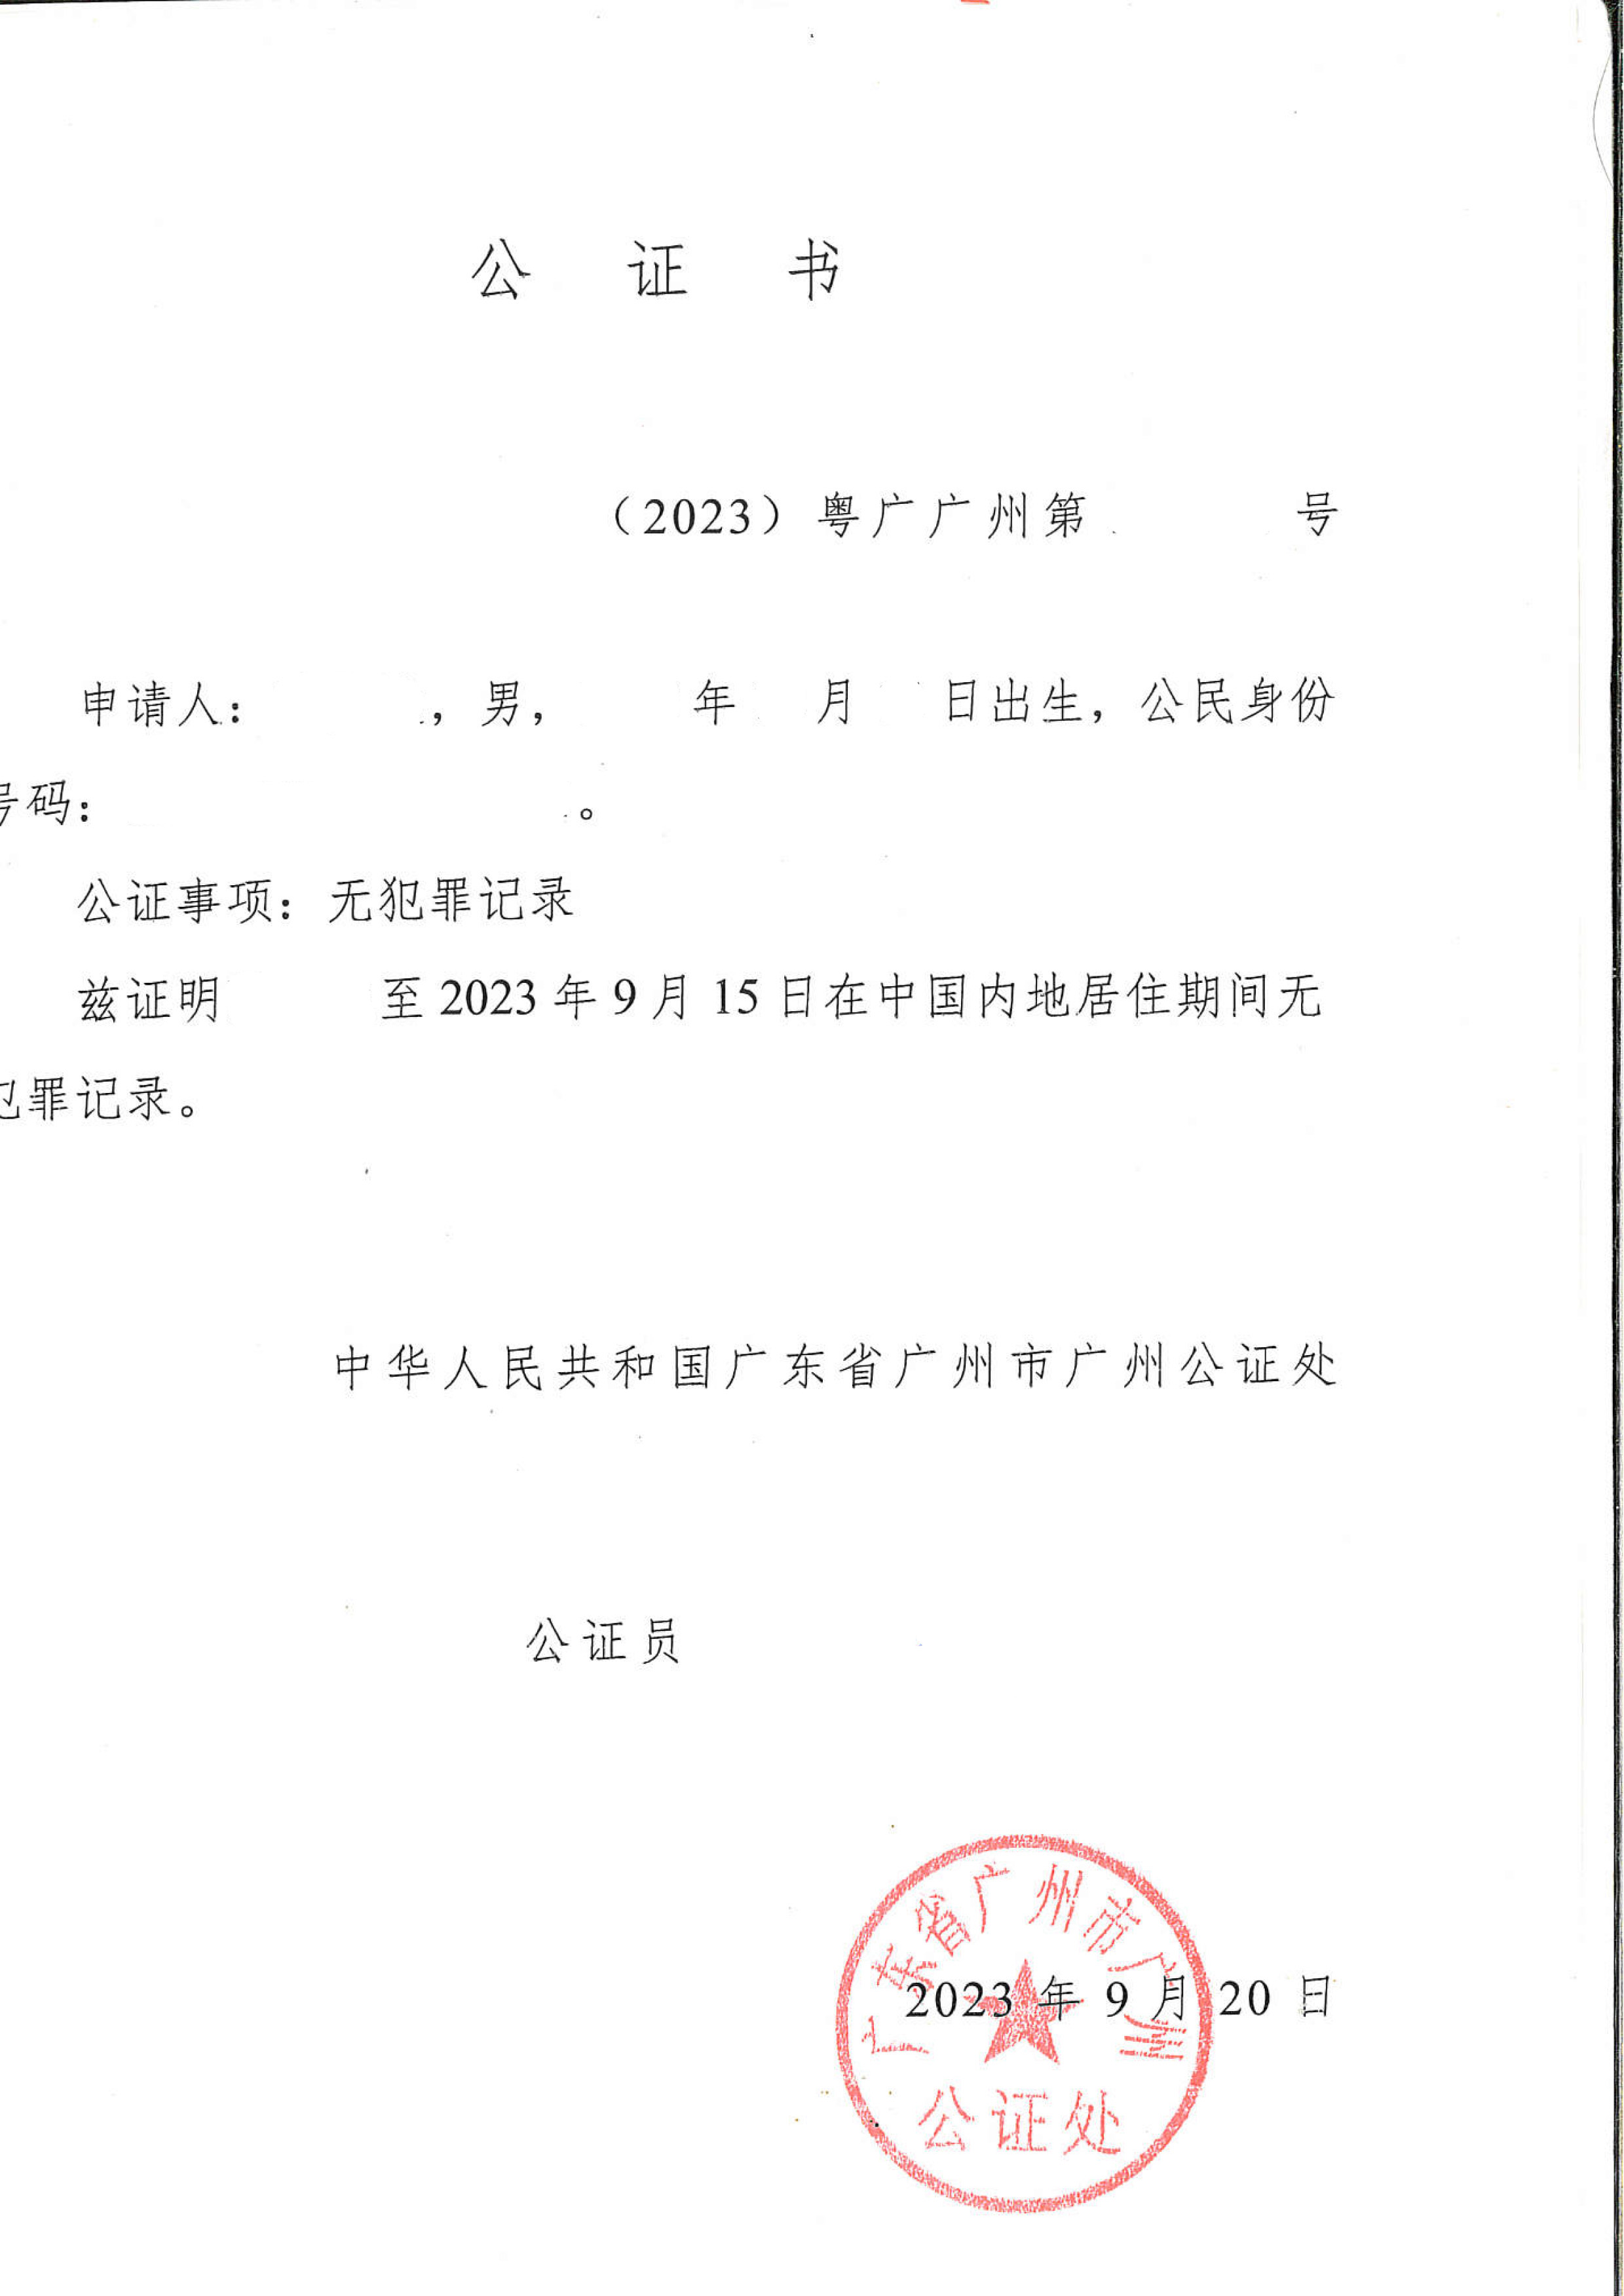 公证书
（2023）粤广广州第 号
申请人： ，男， 年 月 日出生，公民身份
号码： 。
公证事项：无犯罪记录
兹证明 至2023年9月15日在中国内地居住期间无
犯罪记录。
中华人民共和国广东省广州市广州公证处
公证员
2023年9月20日
广东省广州市广州
公证处